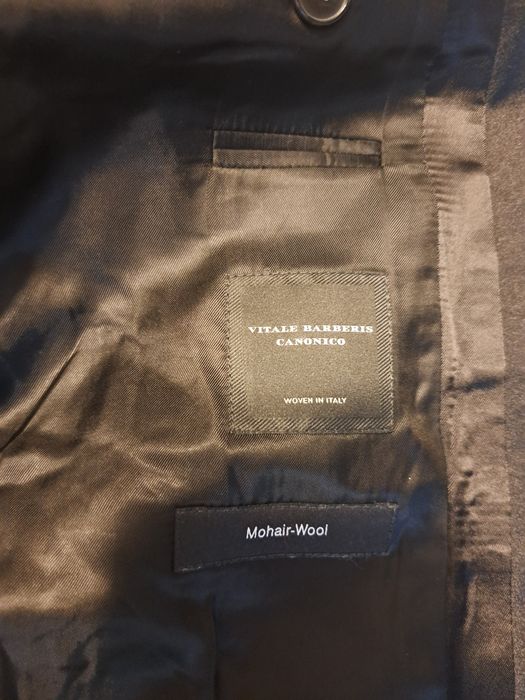 VITALE BARBERIS
CANONICO
WOVEN IN ITALY
Mohair-Wool